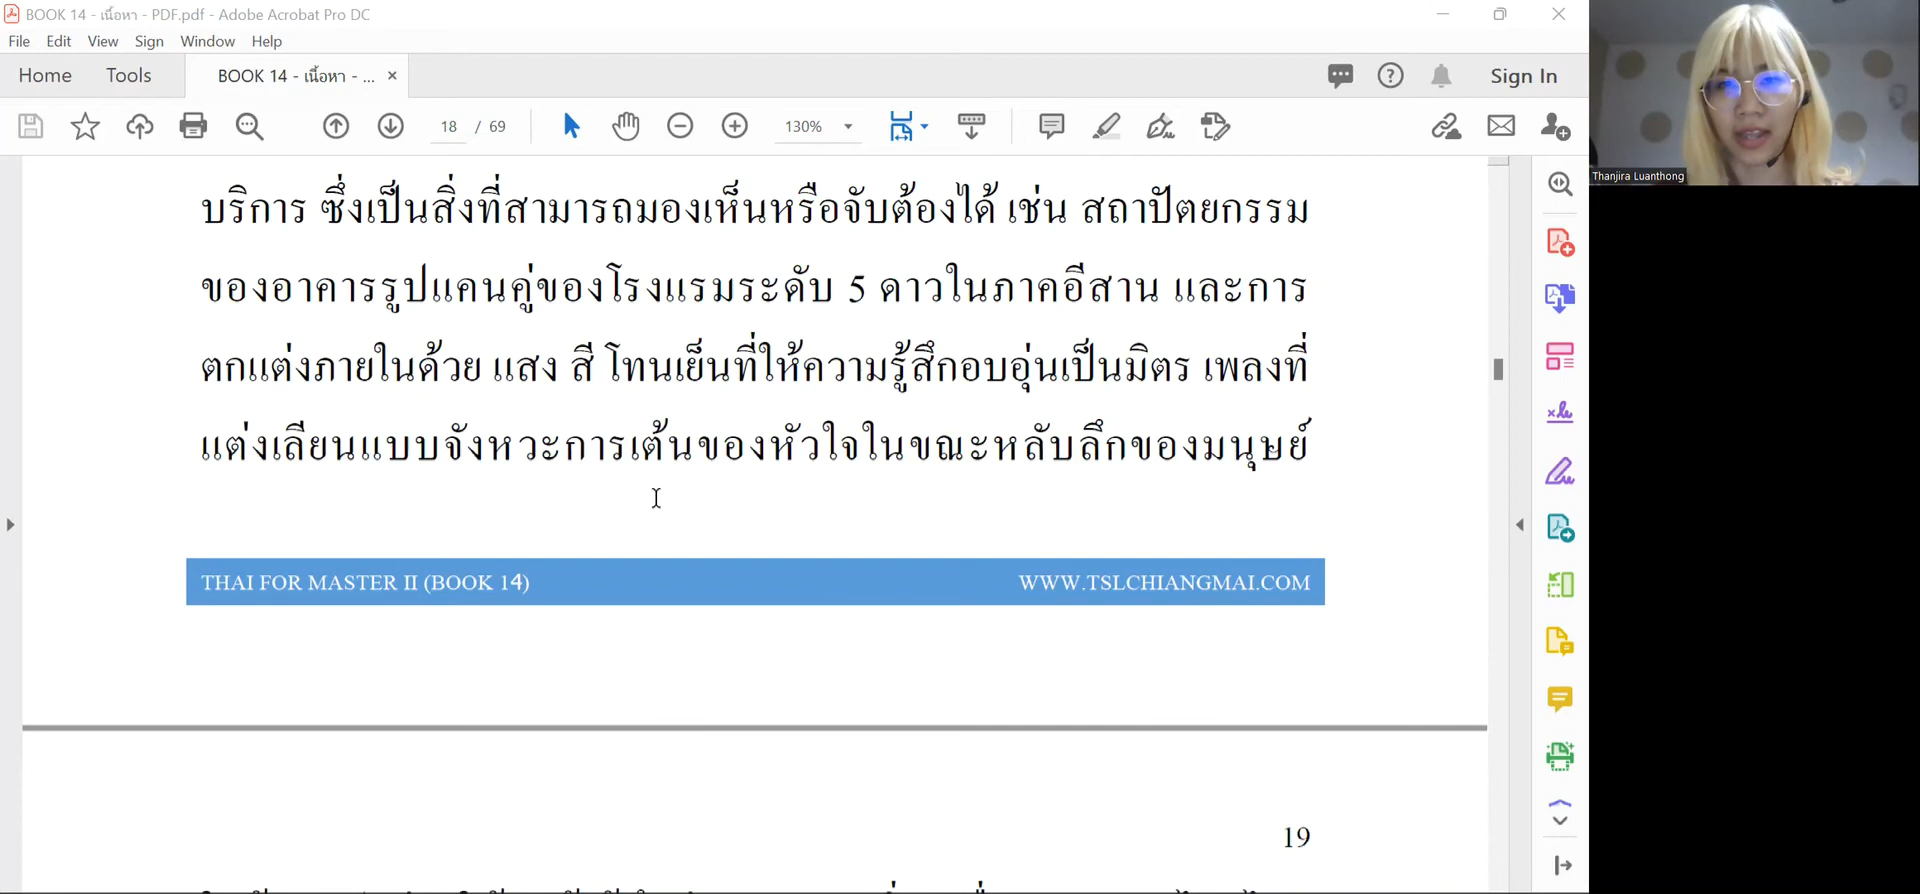 BOOK 14 - เนื้อหา - PDF.pdf - Adobe Acrobat Pro DC
File Edit View Sign Window Help
Home Tools BOOK 14 - เนื้อหา - ... × Sign In
18 / 69 130%
Thanjira Luanthong
บริการ ซึ่งเป็นสิ่งที่สามารถมองเห็นหรือจับต้องได้ เช่น สถาปัตยกรรม
ของอาคารรูปแคนคู่ของโรงแรมระดับ 5 ดาวในภาคอีสาน และการ
ตกแต่งภายในด้วย แสง สี โทนเย็นที่ให้ความรู้สึกอบอุ่นเป็นมิตร เพลงที่
แต่งเลียนแบบจังหวะการเต้นของหัวใจในขณะหลับลึกของมนุษย์
THAI FOR MASTER II (BOOK 14) WWW.TSLCHIANGMAI.COM
19